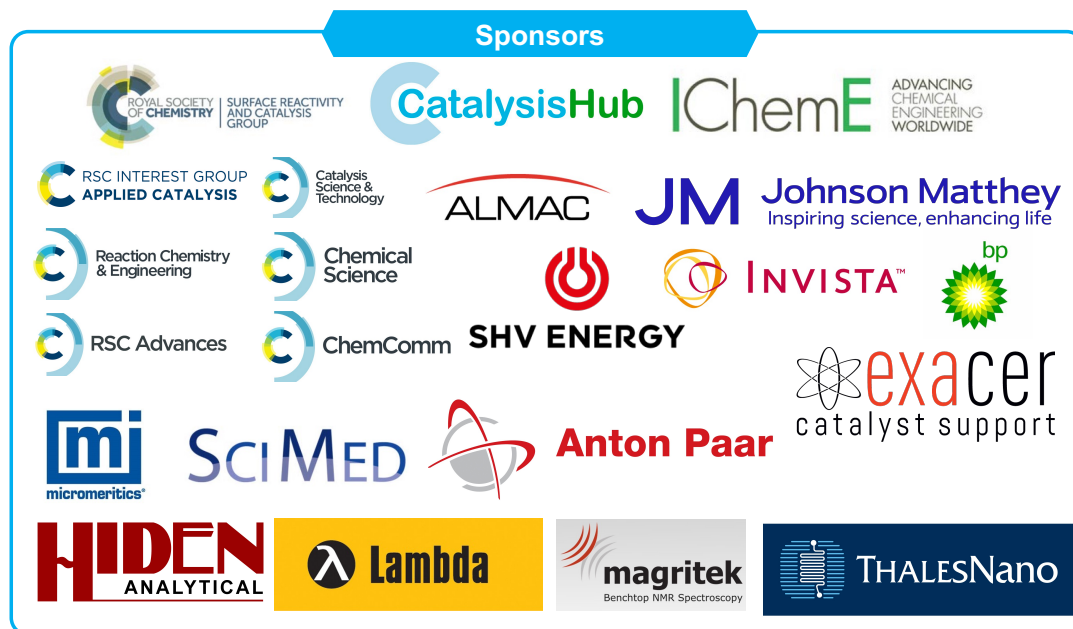 Sponsors
ROYAL SOCIETY
OF CHEMISTRY
SURFACE REACTIVITY
AND CATALYSIS
GROUP
CatalysisHub
IChemE
ADVANCING
CHEMICAL
ENGINEERING
WORLDWIDE
RSC INTEREST GROUP
APPLIED CATALYSIS
Catalysis
Science &
Technology
ALMAC
JM
Johnson Matthey
Inspiring science, enhancing life
Reaction Chemistry
& Engineering
Chemical
Science
SHV ENERGY
INVISTA™
bp
RSC Advances
ChemComm
exacer
catalyst support
mi
micromeritics®
SCIMED
Anton Paar
HIDEN
ANALYTICAL
λ Lambda
magritek
Benchtop NMR Spectroscopy
THALESNano